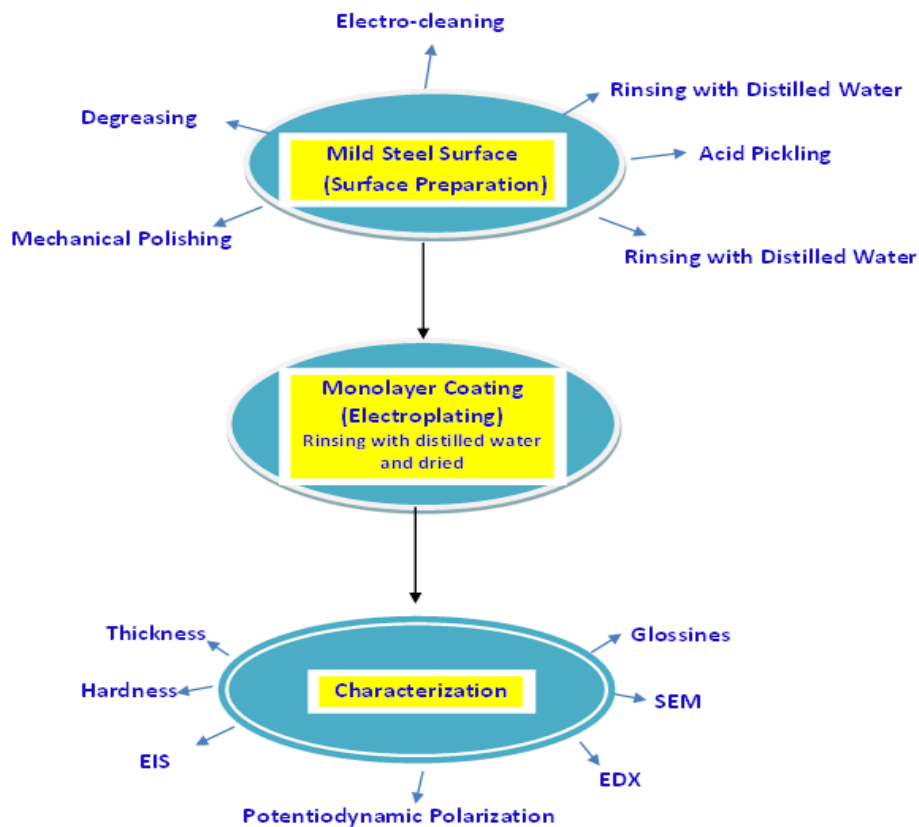 Electro-cleaning
Rinsing with Distilled Water
Degreasing
Mild Steel Surface
(Surface Preparation)
Acid Pickling
Mechanical Polishing
Rinsing with Distilled Water
Monolayer Coating
(Electroplating)
Rinsing with distilled water
and dried
Thickness
Glossines
Hardness
Characterization
SEM
EIS
EDX
Potentiodynamic Polarization